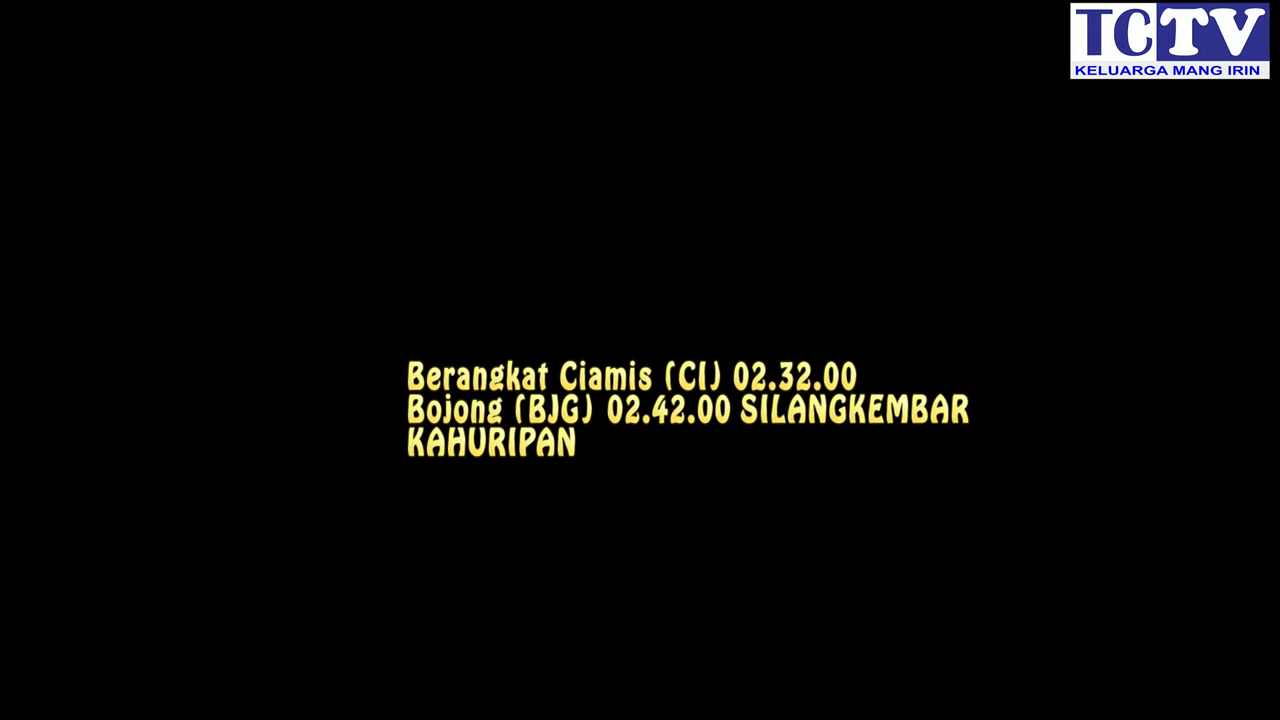 TCTV
KELUARGA MANG IRIN
Berangkat Ciamis (CI) 02.32.00
Bojong (BJG) 02.42.00 SILANGKEMBAR
KAHURIPAN